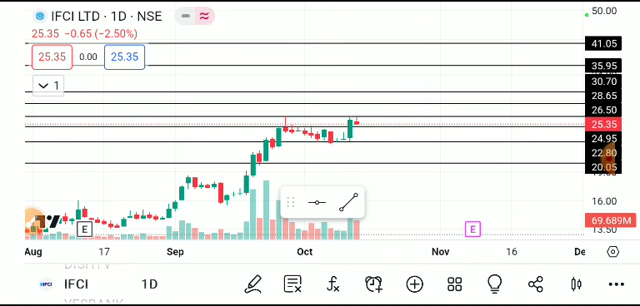 IFCI LTD · 1D · NSE
25.35 −0.65 (−2.50%)
25.35 0.00 25.35
1
50.00
41.05
35.95
30.70
28.65
26.50
25.35
24.95
22.80
20.05
16.00
69.689M
13.50
E
E
Aug 17 Sep Oct Nov 16 De
IFCI 1D
YESBANK